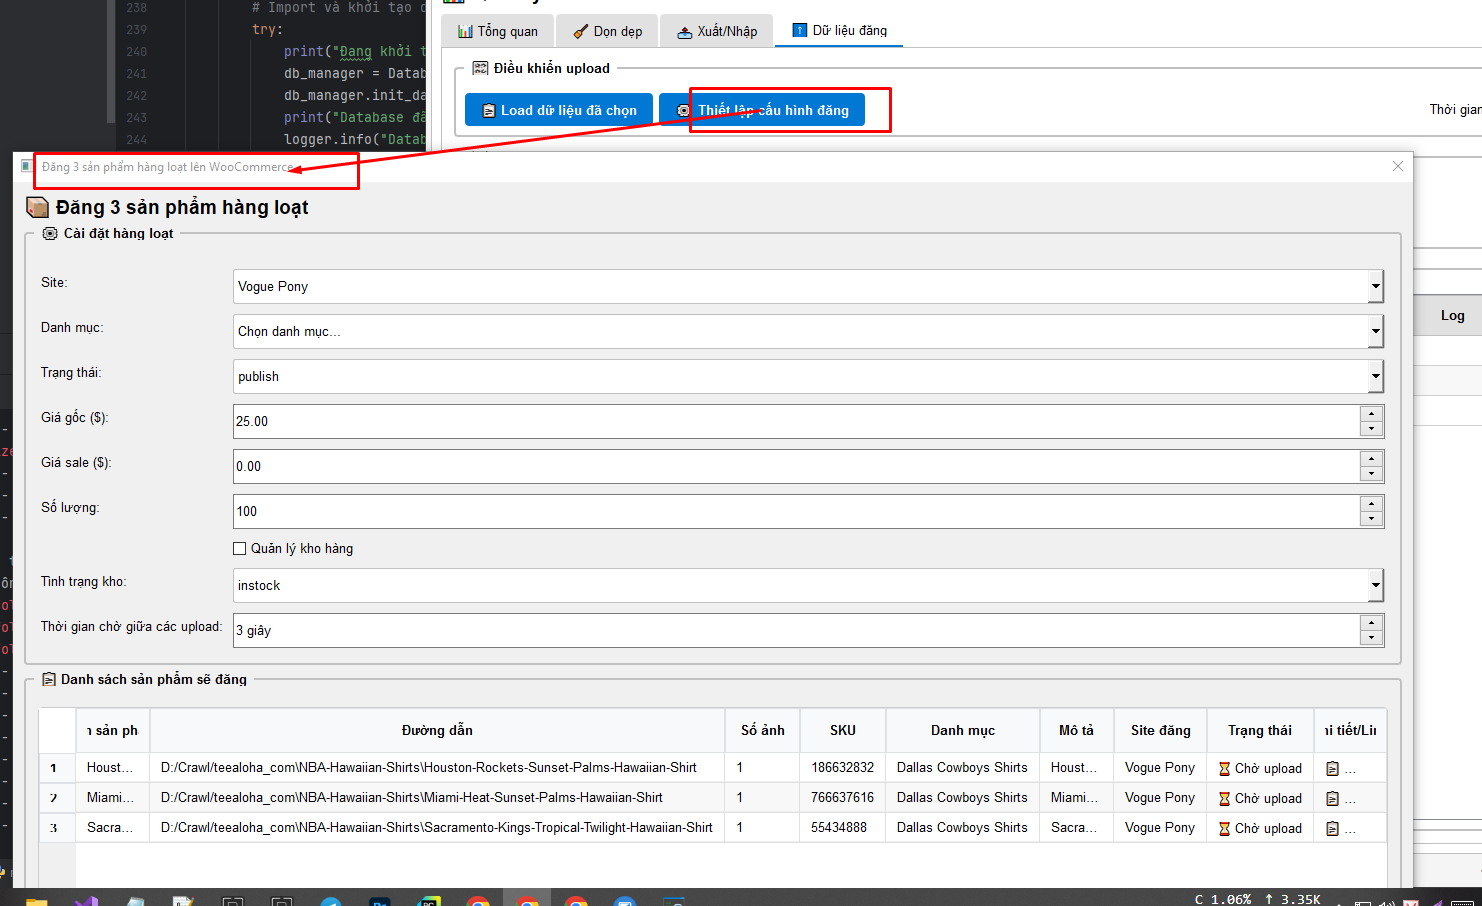 238 # Import và khởi tạo
239 try:
240 print("Đang khởi
241 db_manager = Datab
242 db_manager.init_da
243 print("Database
244 logger.info("Datab
Tổng quan
Dọn dẹp
Xuất/Nhập
Dữ liệu đăng
Điều khiển upload
Load dữ liệu đã chọn
Thiết lập cấu hình đăng
Thời gian
Đăng 3 sản phẩm hàng loạt lên WooCommerce
Đăng 3 sản phẩm hàng loạt
Cài đặt hàng loạt
Site: Vogue Pony
Danh mục: Chọn danh mục...
Trạng thái: publish
Giá gốc ($): 25.00
Giá sale ($): 0.00
Số lượng: 100
Quản lý kho hàng
Tình trạng kho: instock
Thời gian chờ giữa các upload: 3 giây
Log
Danh sách sản phẩm sẽ đăng
sản Đường dẫn Số ảnh SKU Danh mục Mô tả Site đăng Trạng thái tiết/
1 Houst... D:/Crawl/teealoha_com\NBA-Hawaiian-Shirts\Houston-Rockets-Sunset-Palms-Hawaiian-Shirt 1 186632832 Dallas Cowboys Shirts Houst... Vogue Pony Chờ upload ...
2 Miami... D:/Crawl/teealoha_com\NBA-Hawaiian-Shirts\Miami-Heat-Sunset-Palms-Hawaiian-Shirt 1 766637616 Dallas Cowboys Shirts Miami... Vogue Pony Chờ upload ...
3 Sacra... D:/Crawl/teealoha_com\NBA-Hawaiian-Shirts\Sacramento-Kings-Tropical-Twilight-Hawaiian-Shirt 1 55434888 Dallas Cowboys Shirts Sacra... Vogue Pony Chờ upload ...
C 1.06% ↑ 3.35K